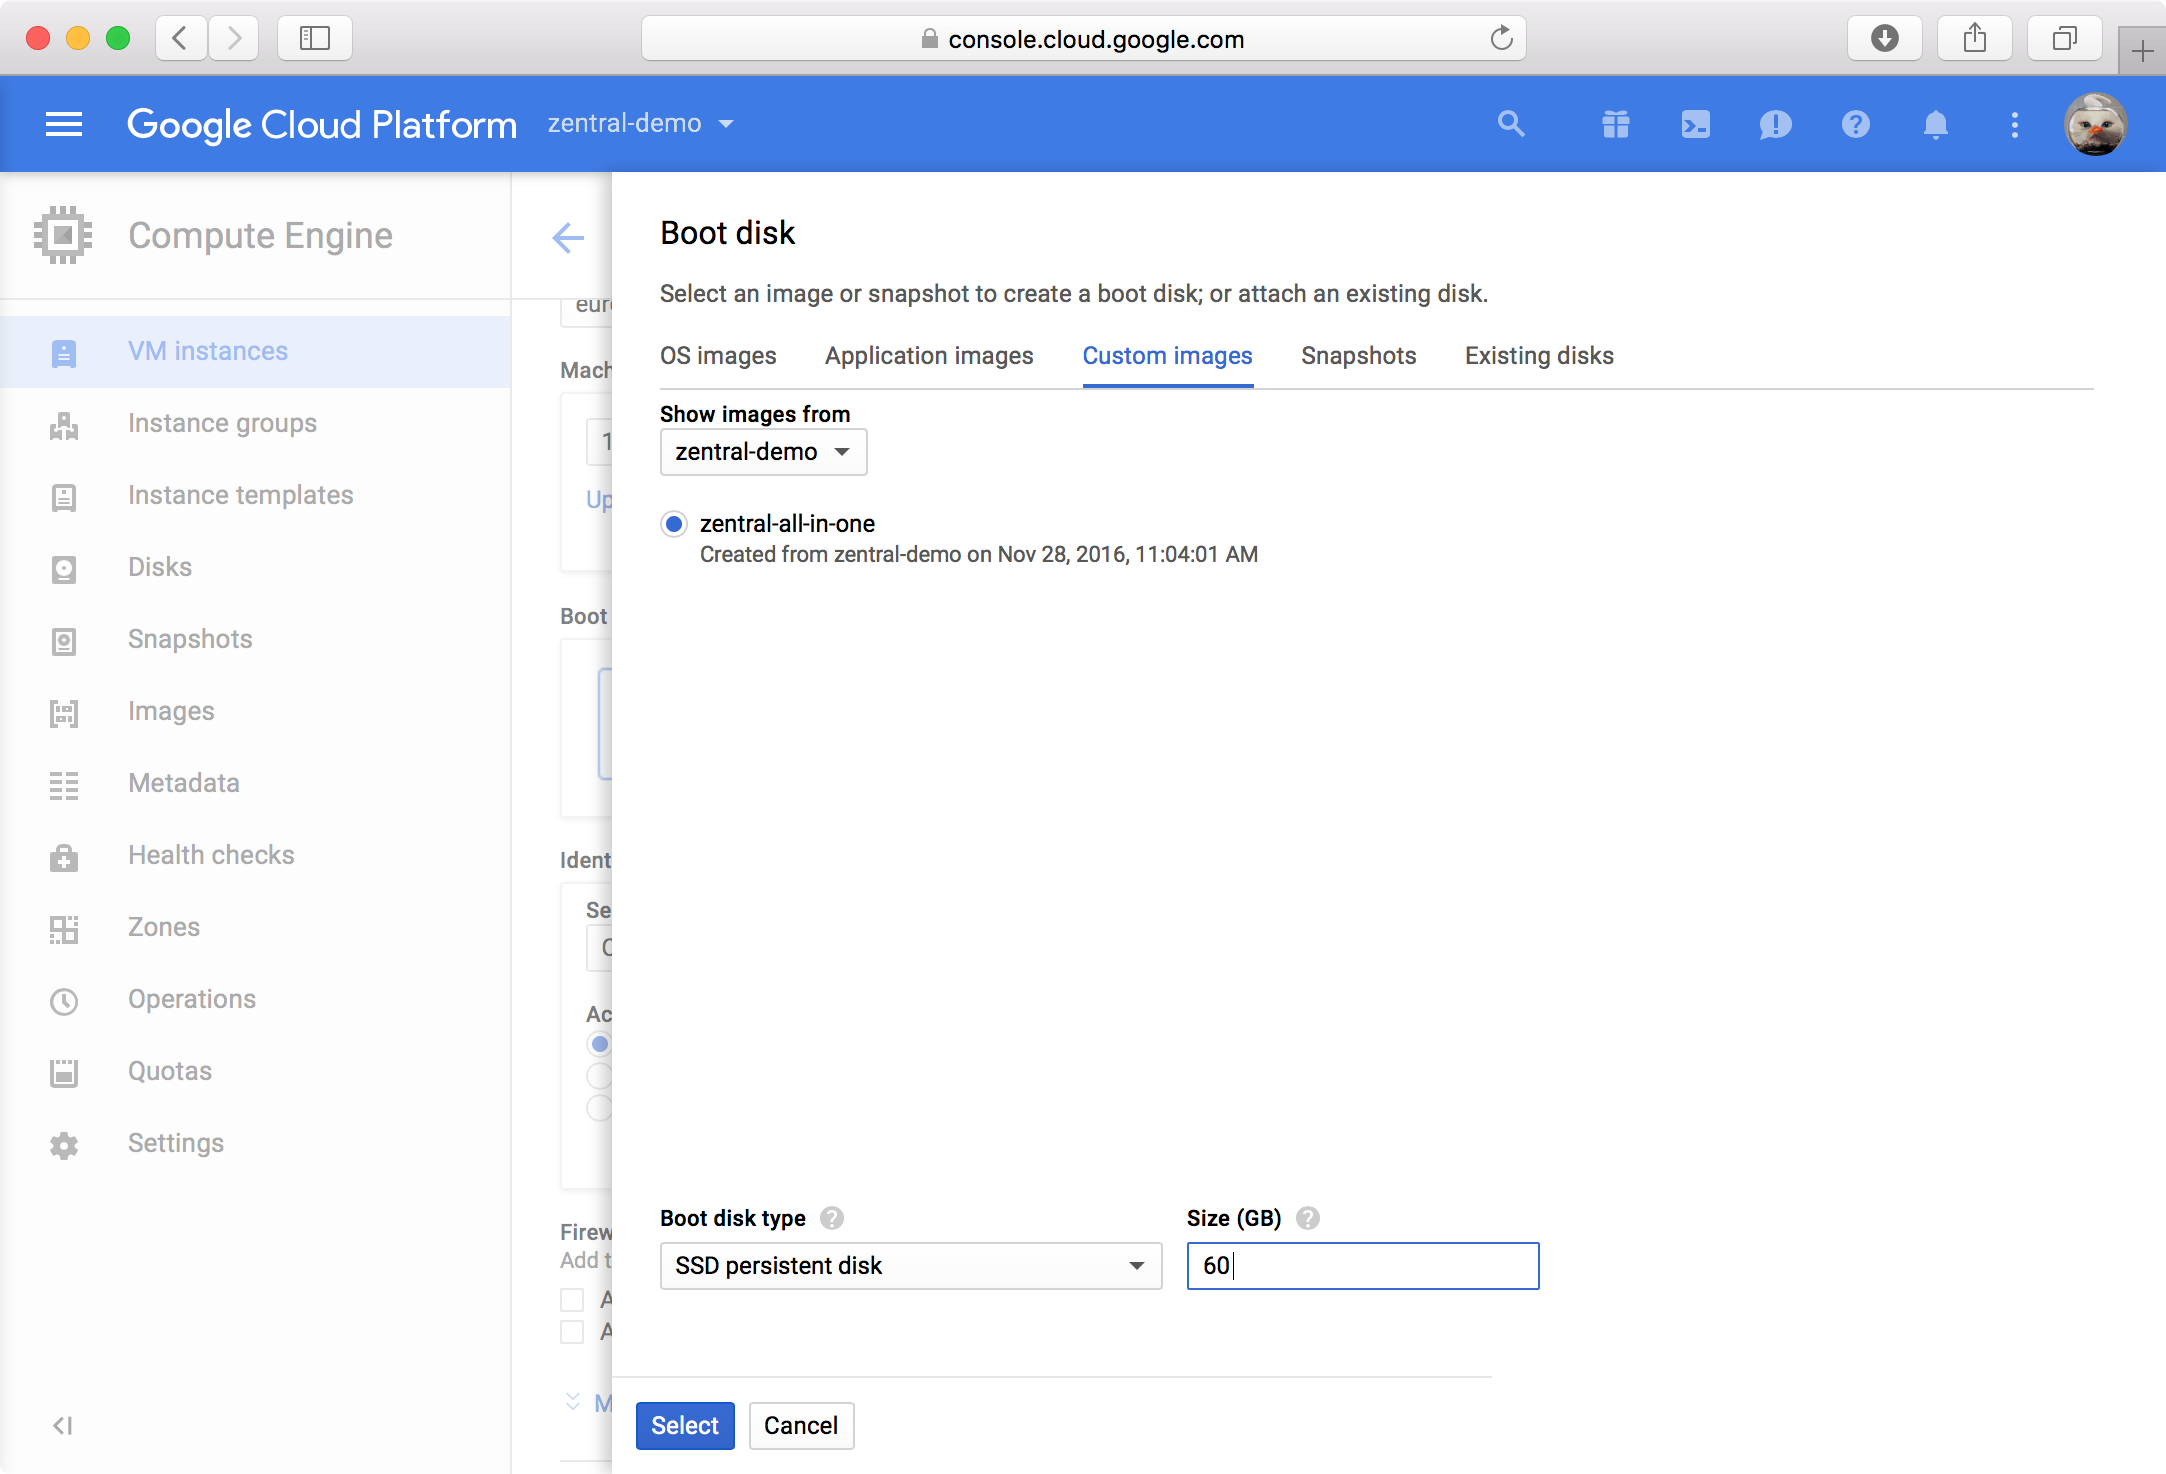 console.cloud.google.com
Google Cloud Platform zentral-demo
Compute Engine
VM instances
Instance groups
Instance templates
Disks
Snapshots
Images
Metadata
Health checks
Zones
Operations
Quotas
Settings
eur
Mach
1
Up
Boot
Ident
Se
Ac
Firew
Add t
A
A
M
Boot disk
Select an image or snapshot to create a boot disk; or attach an existing disk.
OS images Application images Custom images Snapshots Existing disks
Show images from
zentral-demo
zentral-all-in-one
Created from zentral-demo on Nov 28, 2016, 11:04:01 AM
Boot disk type Size (GB)
SSD persistent disk 60
Select Cancel